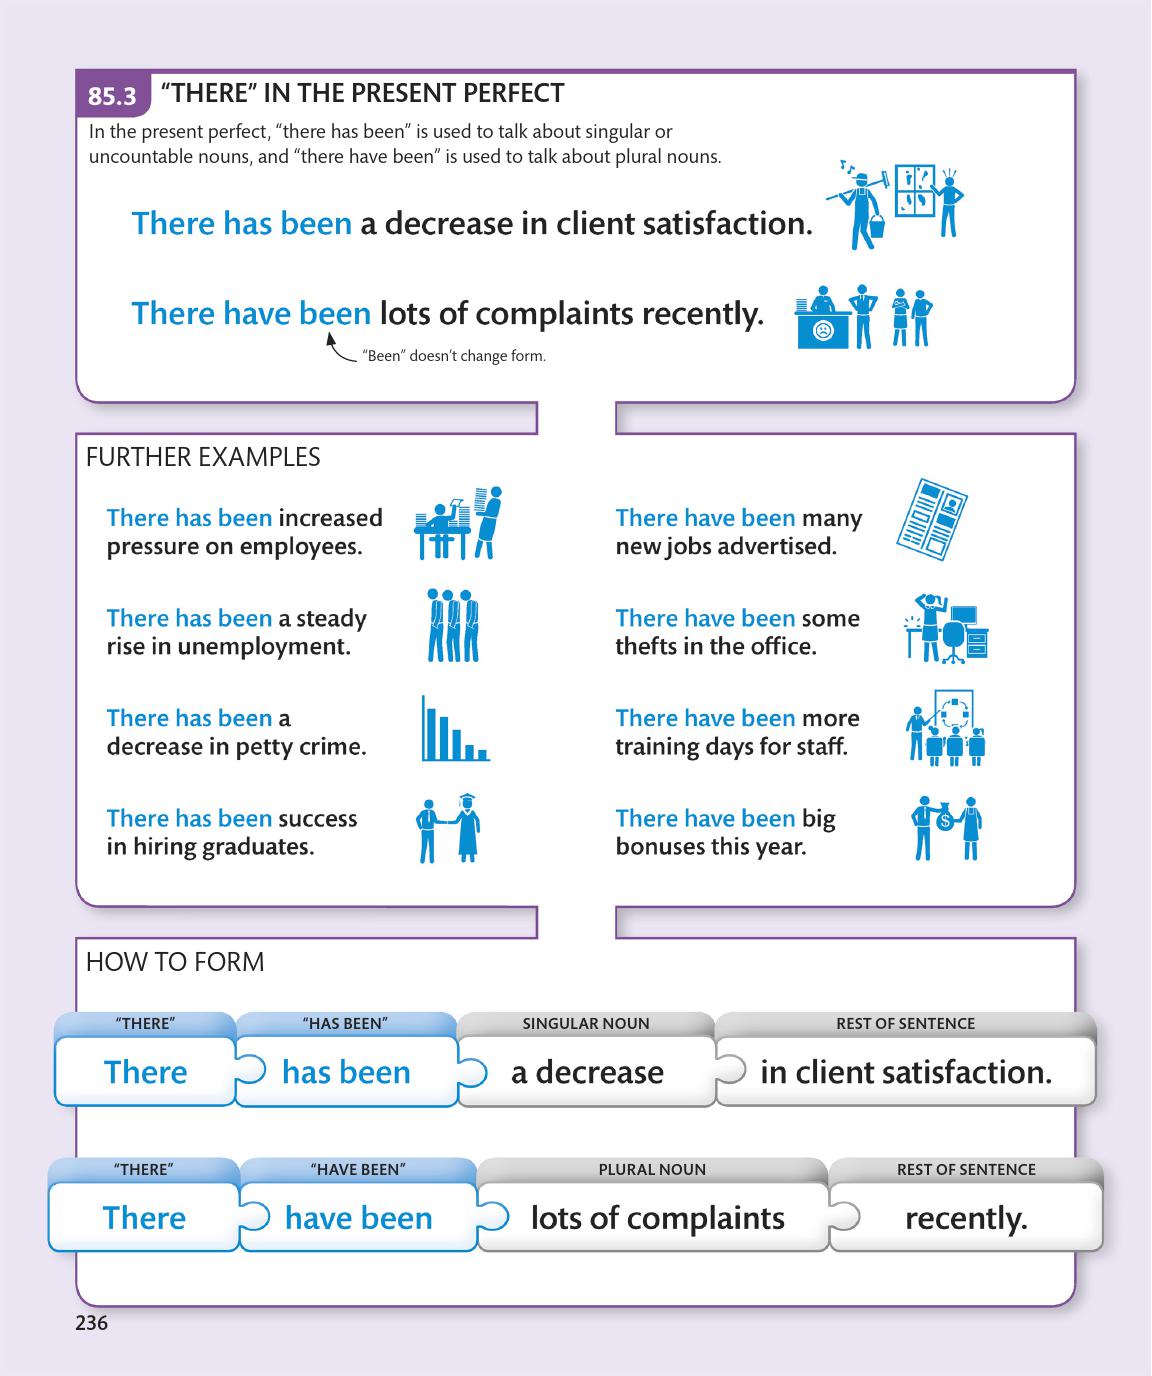 85.3 “THERE” IN THE PRESENT PERFECT
In the present perfect, “there has been” is used to talk about singular or
uncountable nouns, and “there have been” is used to talk about plural nouns.
There has been a decrease in client satisfaction.
There have been lots of complaints recently.
“Been” doesn’t change form.
FURTHER EXAMPLES
There has been increased
pressure on employees.
There has been a steady
rise in unemployment.
There has been a
decrease in petty crime.
There has been success
in hiring graduates.
There have been many
new jobs advertised.
There have been some
thefts in the office.
There have been more
training days for staff.
There have been big
bonuses this year.
$
HOW TO FORM
“THERE” “HAS BEEN” SINGULAR NOUN REST OF SENTENCE
There has been a decrease in client satisfaction.
“THERE” “HAVE BEEN” PLURAL NOUN REST OF SENTENCE
There have been lots of complaints recently.
236